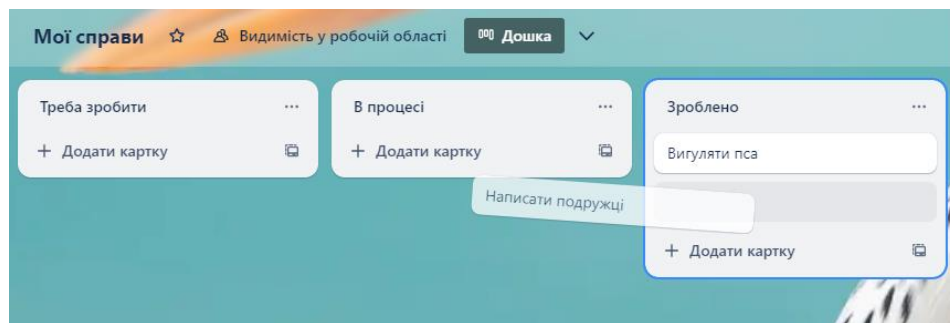 Мої справи Видимість у робочій області Дошка
Треба зробити
+ Додати картку
В процесі
+ Додати картку
Зроблено
Вигуляти пса
Написати подружці
+ Додати картку